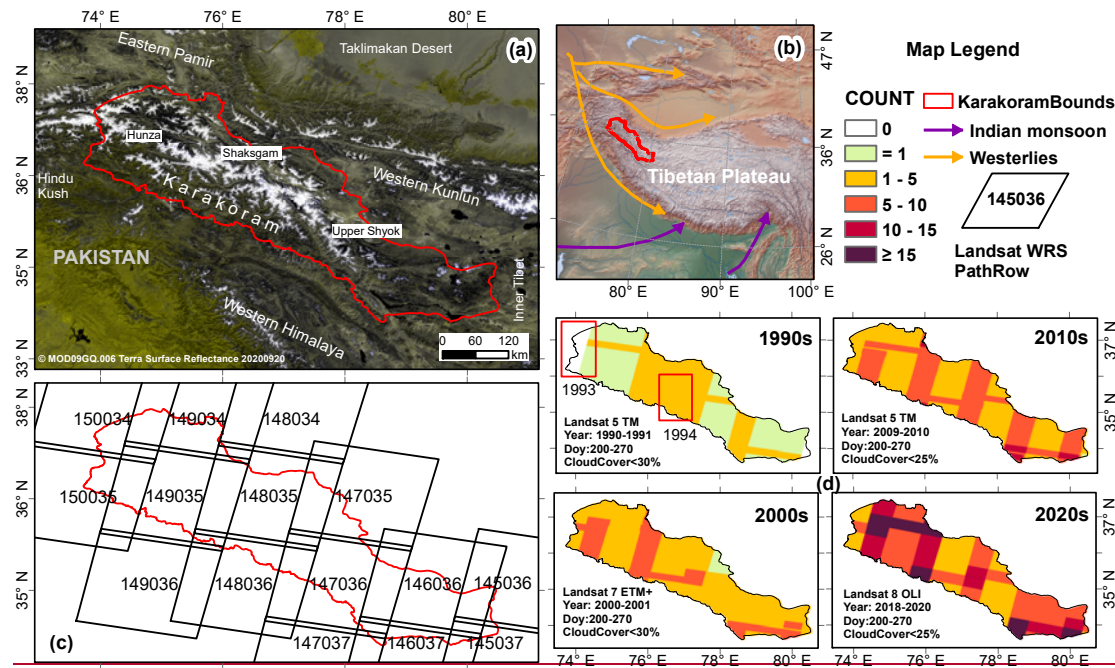 74° E 76° E 78° E 80° E
38° N
36° N
35° N
33° N
(a)
Eastern Pamir
Taklimakan Desert
Hunza
Shaksgam
Hindu
Kush
Western Kunlun
Karakoram
Upper Shyok
PAKISTAN
Inner Tibet
Western Himalaya
0 60 120
km
© MOD09GQ.006 Terra Surface Reflectance 20200920
(b)
47° N
36° N
26° N
Tibetan Plateau
80° E 90° E 100° E
Map Legend
COUNT
0
= 1
1 - 5
5 - 10
10 - 15
≥ 15
KarakoramBounds
Indian monsoon
Westerlies
145036
Landsat WRS
PathRow
38° N
36° N
35° N
150034 149034 148034
150035 149035 148035 147035
149036 148036 147036 146036 145036
147037 146037 145037
(c)
74° E 76° E 78° E 80° E
1990s
1993
1994
Landsat 5 TM
Year: 1990-1991
Doy:200-270
CloudCover<30%
2010s
37° N
35° N
Landsat 5 TM
Year: 2009-2010
Doy:200-270
CloudCover<25%
(d)
2000s
Landsat 7 ETM+
Year: 2000-2001
Doy:200-270
CloudCover<30%
2020s
37° N
35° N
Landsat 8 OLI
Year: 2018-2020
Doy:200-270
CloudCover<25%
74° E 76° E 78° E 80° E 74° E 76° E 78° E 80° E